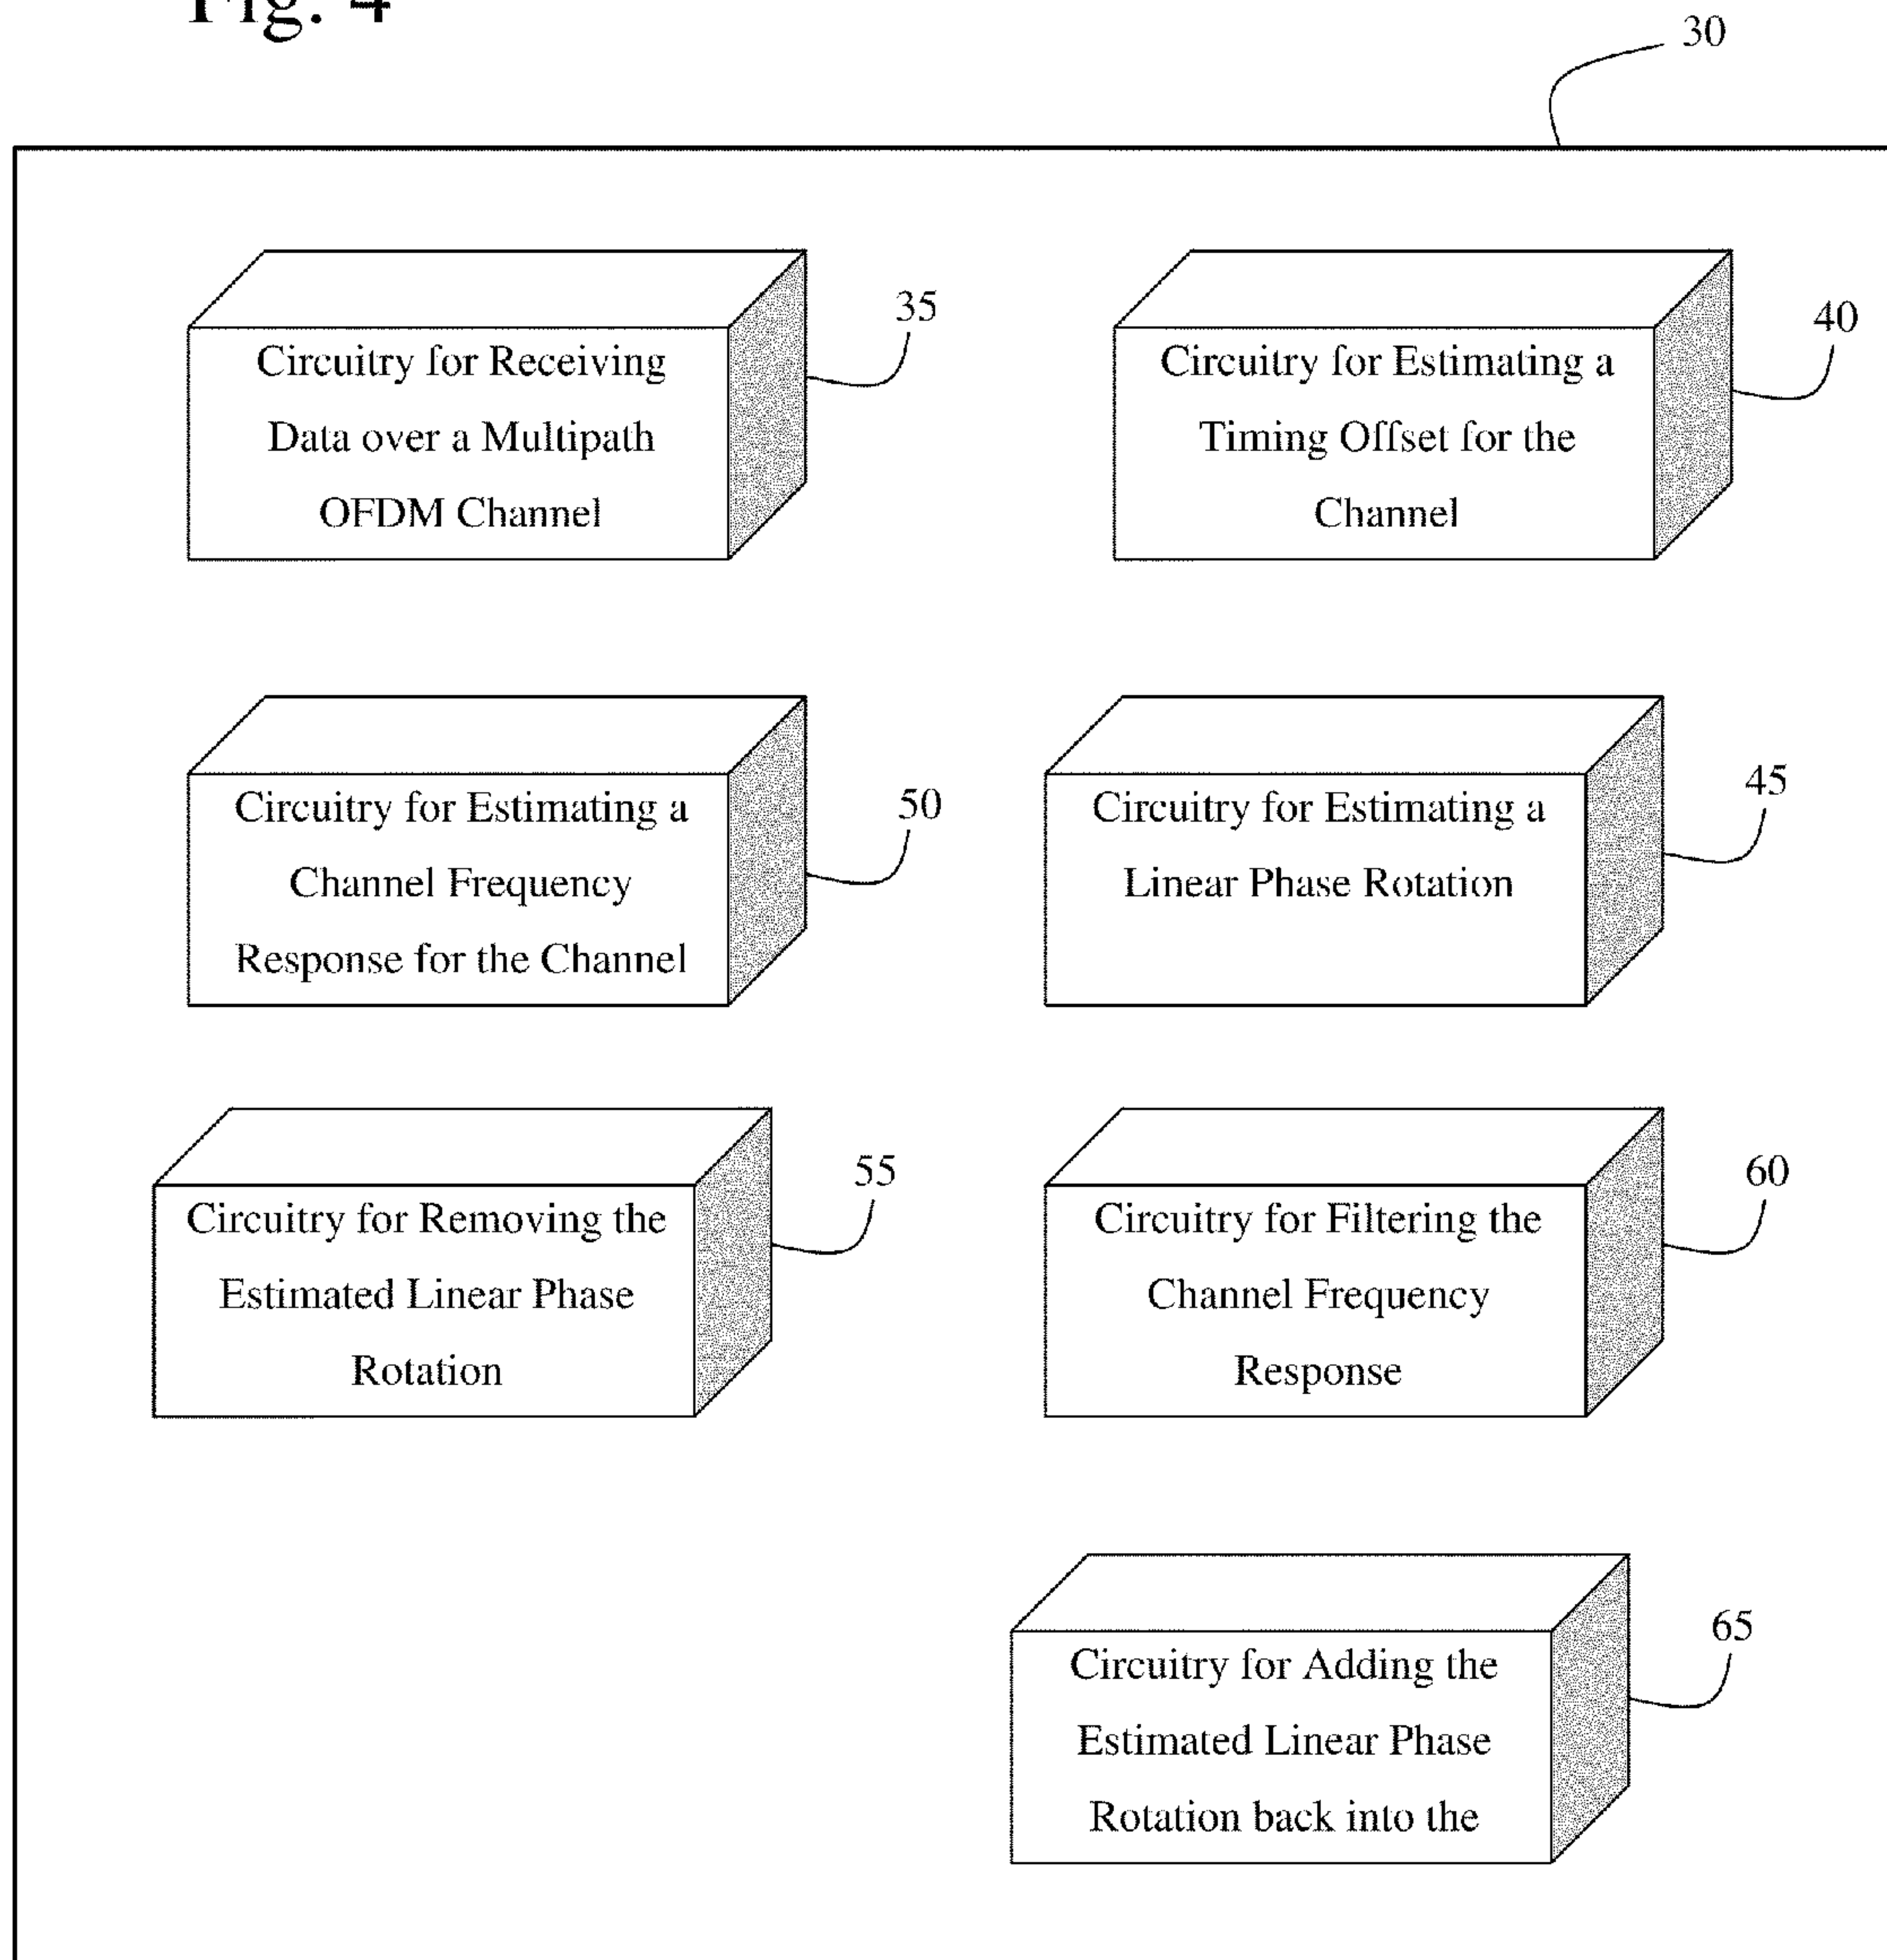 Fig. 4
30
Circuitry for Receiving
Data over a Multipath
OFDM Channel
35
Circuitry for Estimating a
Timing Offset for the
Channel
40
Circuitry for Estimating a
Channel Frequency
Response for the Channel
50
Circuitry for Estimating a
Linear Phase Rotation
45
Circuitry for Removing the
Estimated Linear Phase
Rotation
55
Circuitry for Filtering the
Channel Frequency
Response
60
Circuitry for Adding the
Estimated Linear Phase
Rotation back into the
65